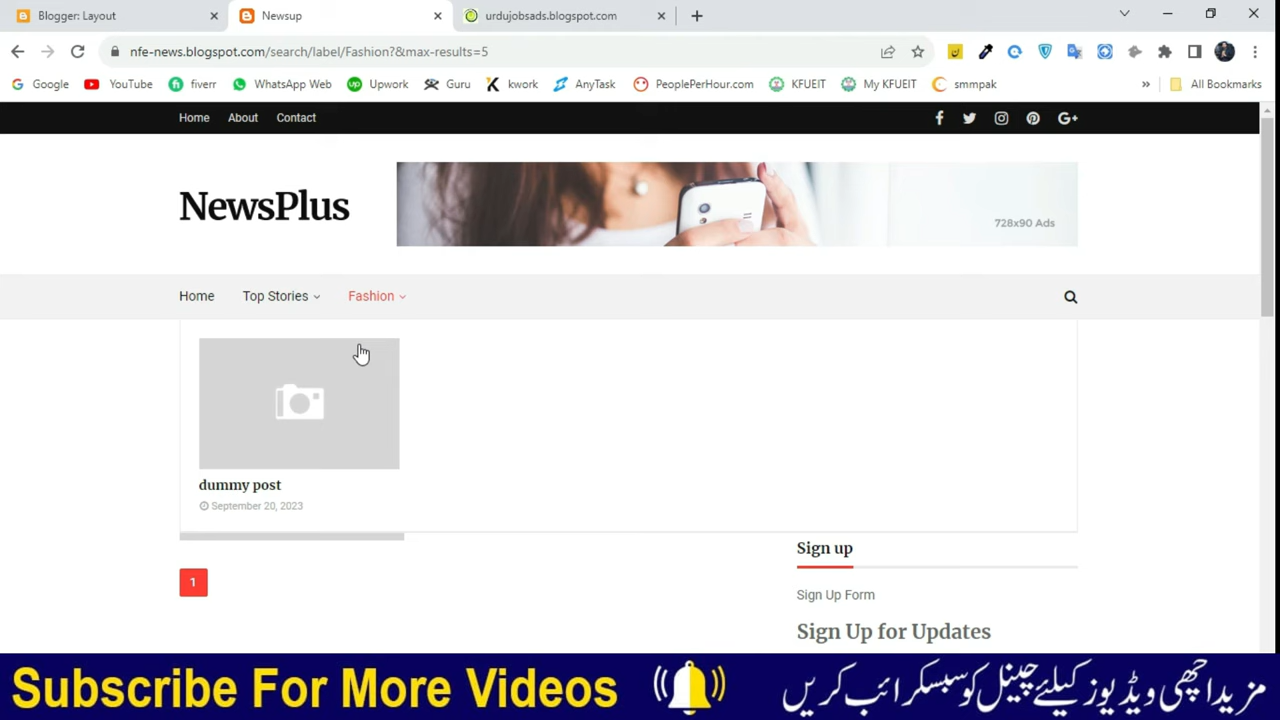 Blogger: Layout
Newsup
urdujobsads.blogspot.com
nfe-news.blogspot.com/search/label/Fashion?&max-results=5
Google YouTube fiverr WhatsApp Web Upwork Guru kwork AnyTask PeoplePerHour.com KFUEIT My KFUEIT smmpak » All Bookmarks
Home About Contact
NewsPlus
728x90 Ads
Home Top Stories Fashion
dummy post
September 20, 2023
Sign up
1
Sign Up Form
Sign Up for Updates
Subscribe For More Videos
مزید اچھی ویڈیوز کیلئے چینل کو سبسکرائب کریں